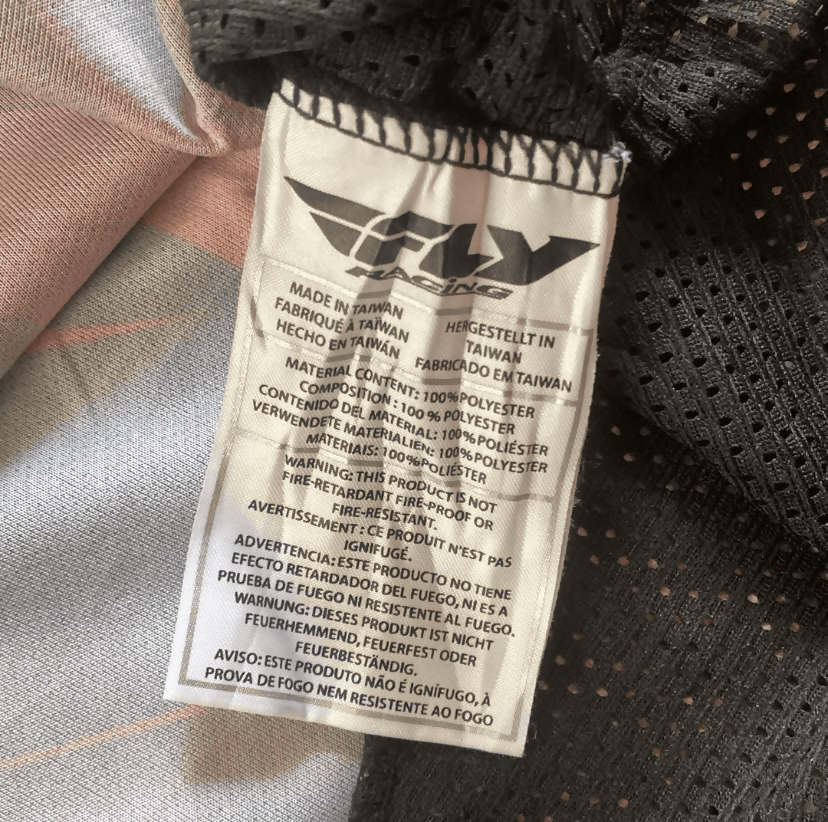 FLY
RACING
MADE IN TAIWAN
FABRIQUÉ À TAÏWAN
HECHO EN TAIWÁN
HERGESTELLT IN
TAIWAN
FABRICADO EM TAIWAN
MATERIAL CONTENT: 100% POLYESTER
COMPOSITION : 100 % POLYESTER
CONTENIDO DEL MATERIAL: 100% POLIÉSTER
VERWENDETE MATERIALIEN: 100% POLYESTER
MATERIAIS: 100% POLIÉSTER
WARNING: THIS PRODUCT IS NOT
FIRE-RETARDANT FIRE-PROOF OR
FIRE-RESISTANT.
AVERTISSEMENT : CE PRODUIT N'EST PAS
IGNIFUGÉ.
ADVERTENCIA: ESTE PRODUCTO NO TIENE
EFECTO RETARDADOR DEL FUEGO, NI ES A
PRUEBA DE FUEGO NI RESISTENTE AL FUEGO.
WARNUNG: DIESES PRODUKT IST NICHT
FEUERHEMMEND, FEUERFEST ODER
FEUERBESTÄNDIG.
AVISO: ESTE PRODUTO NÃO É IGNÍFUGO, À
PROVA DE FOGO NEM RESISTENTE AO FOGO